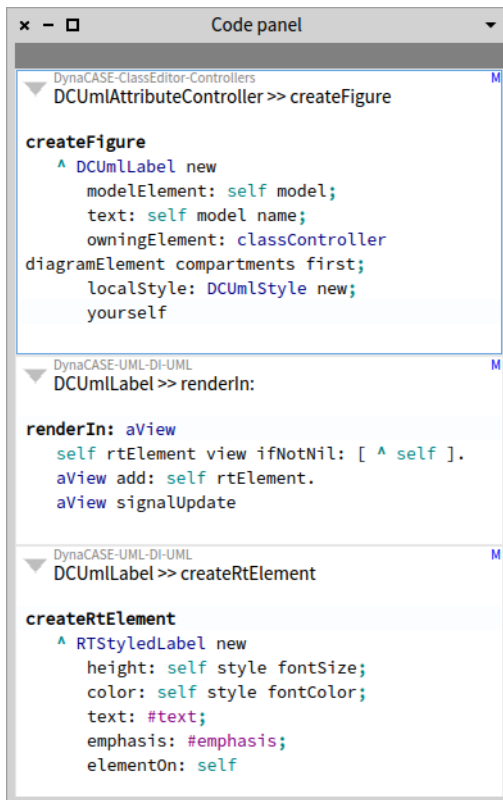 Code panel
DynaCASE-ClassEditor-Controllers
M
DCUmlAttributeController >> createFigure
createFigure
^ DCUmlLabel new
modelElement: self model;
text: self model name;
owningElement: classController
diagramElement compartments first;
localStyle: DCUmlStyle new;
yourself
DynaCASE-UML-DI-UML
M
DCUmlLabel >> renderIn:
renderIn: aView
self rtElement view ifNotNil: [ ^ self ].
aView add: self rtElement.
aView signalUpdate
DynaCASE-UML-DI-UML
M
DCUmlLabel >> createRtElement
createRtElement
^ RTStyledLabel new
height: self style fontSize;
color: self style fontColor;
text: #text;
emphasis: #emphasis;
elementOn: self